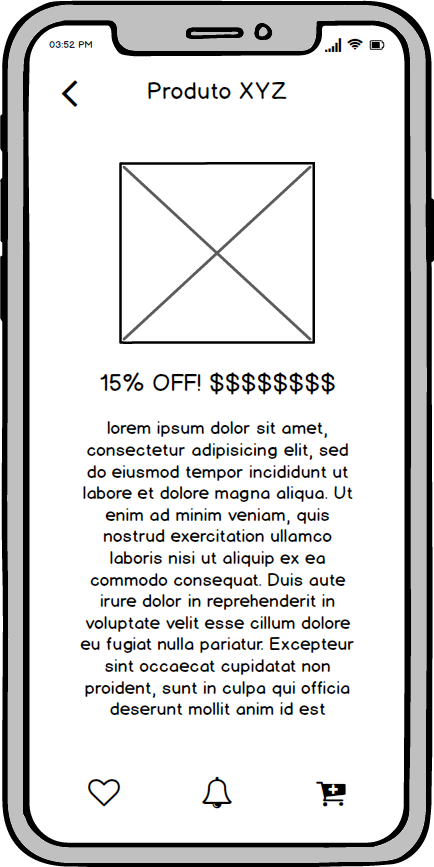 03:52 PM
Produto XYZ
15% OFF! $$$$$$$$
lorem ipsum dolor sit amet,
consectetur adipisicing elit, sed
do eiusmod tempor incididunt ut
labore et dolore magna aliqua. Ut
enim ad minim veniam, quis
nostrud exercitation ullamco
laboris nisi ut aliquip ex ea
commodo consequat. Duis aute
irure dolor in reprehenderit in
voluptate velit esse cillum dolore
eu fugiat nulla pariatur. Excepteur
sint occaecat cupidatat non
proident, sunt in culpa qui officia
deserunt mollit anim id est